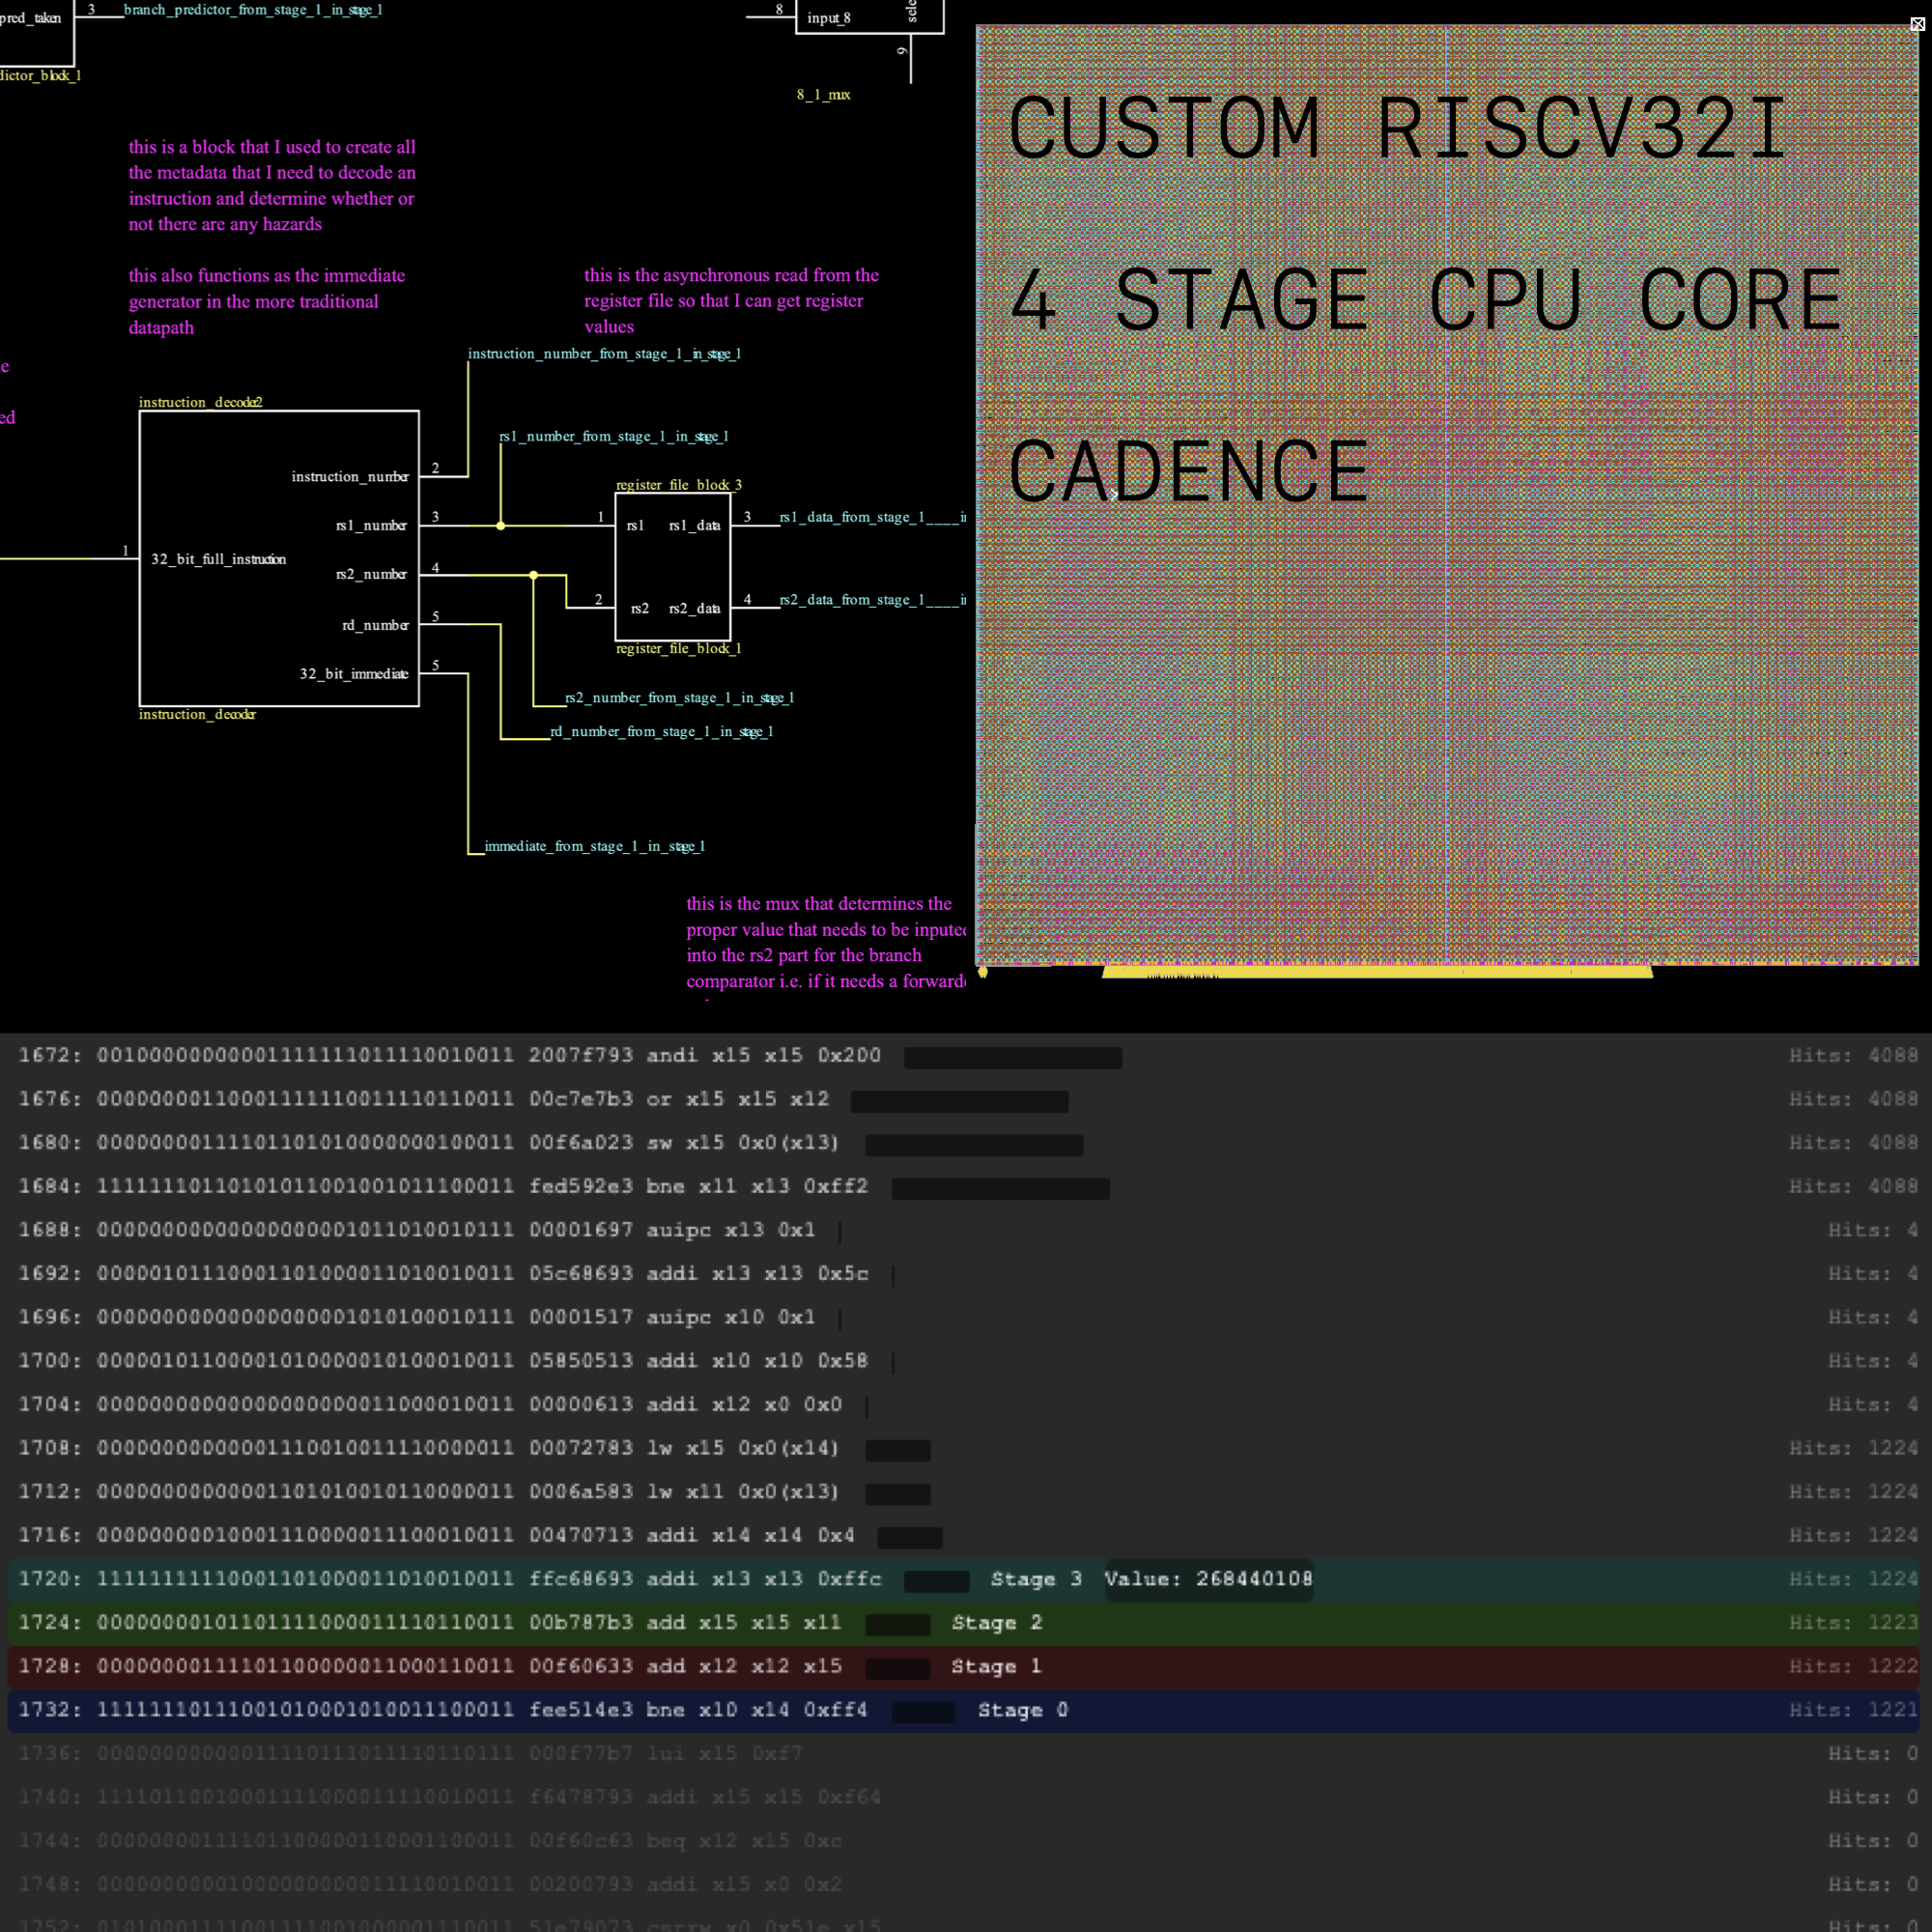 pred_taken
3
branch_predictor_from_stage_1_in_stage_1
8
input_8
9
8_1_mux
this is a block that I used to create all
the metadata that I need to decode an
instruction and determine whether or
not there are any hazards
this also functions as the immediate
generator in the more traditional
datapath
this is the asynchronous read from the
register file so that I can get register
values
instruction_number_from_stage_1_in_stage_1
instruction_decoder2
rs1_number_from_stage_1_in_stage_1
instruction_number 2
register_file_block_3
rs1_number 3
1 rs1 rs1_data 3
rs1_data_from_stage_1____i
1 32_bit_full_instruction
rs2_number 4
2 rs2 rs2_data 4
rs2_data_from_stage_1____i
rd_number 5
register_file_block_1
32_bit_immediate 5
rs2_number_from_stage_1_in_stage_1
instruction_decoder
rd_number_from_stage_1_in_stage_1
immediate_from_stage_1_in_stage_1
this is the mux that determines the
proper value that needs to be inputed
into the rs2 part for the branch
comparator i.e. if it needs a forwarde
CUSTOM RISCV32I
4 STAGE CPU CORE
CADENCE
1672: 00100000000001111111011110010011 2007f793 andi x15 x15 0x200 Hits: 4088
1676: 00000000110001111110011110110011 00c7e7b3 or x15 x15 x12 Hits: 4088
1680: 00000000111101101010000000100011 00f6a023 sw x15 0x0(x13) Hits: 4088
1684: 11111110110101011001001011100011 fed592e3 bne x11 x13 0xff2 Hits: 4088
1688: 00000000000000000001011010010111 00001697 auipc x13 0x1 Hits: 4
1692: 00000101110001101000011010010011 05c68693 addi x13 x13 0x5c Hits: 4
1696: 00000000000000000001010100010111 00001517 auipc x10 0x1 Hits: 4
1700: 00000101100001010000010100010011 05850513 addi x10 x10 0x58 Hits: 4
1704: 00000000000000000000011000010011 00000613 addi x12 x0 0x0 Hits: 4
1708: 00000000000001110010011110000011 00072783 lw x15 0x0(x14) Hits: 1224
1712: 00000000000001101010010110000011 0006a583 lw x11 0x0(x13) Hits: 1224
1716: 00000000010001110000011100010011 00470713 addi x14 x14 0x4 Hits: 1224
1720: 11111111110001101000011010010011 ffc68693 addi x13 x13 0xffc Stage 3 Value: 268440108 Hits: 1224
1724: 00000000101101111000011110110011 00b787b3 add x15 x15 x11 Stage 2 Hits: 1223
1728: 00000000111101100000011000110011 00f60633 add x12 x12 x15 Stage 1 Hits: 1222
1732: 11111110111001010001010011100011 fee514e3 bne x10 x14 0xff4 Stage 0 Hits: 1221
1736: 00000000000011110111011110110111 000f77b7 lui x15 0xf7 Hits: 0
1740: 11110110010001111000011110010011 f6478793 addi x15 x15 0xf64 Hits: 0
1744: 00000000111101100000110001100011 00f60c63 beq x12 x15 0xc Hits: 0
1748: 00000000001000000000011110010011 00200793 addi x15 x0 0x2 Hits: 0
1752: 01010001111001111001000001110011 51e79073 csrrw x0 0x51e x15 Hits: 0